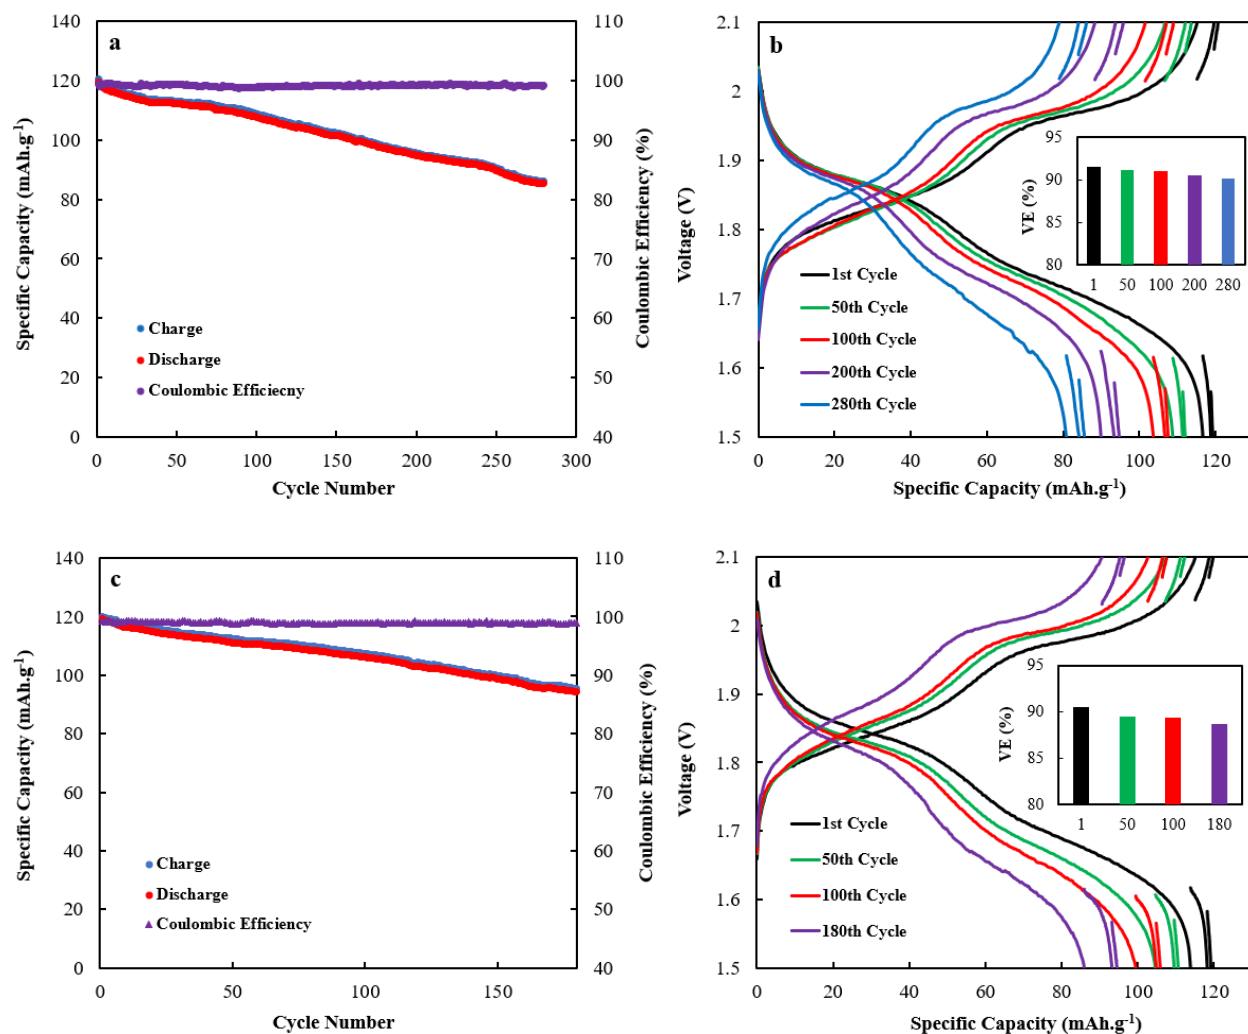 a
140
120
100
80
60
40
20
0
Specific Capacity (mAh.g-1)
110
100
90
80
70
60
50
40
Coulombic Efficiency (%)
Charge
Discharge
Coulombic Efficiecny
0 50 100 150 200 250 300
Cycle Number
b
2.1
2
1.9
1.8
1.7
1.6
1.5
Voltage (V)
95
90
85
80
VE (%)
1 50 100 200 280
1st Cycle
50th Cycle
100th Cycle
200th Cycle
280th Cycle
0 20 40 60 80 100 120
Specific Capacity (mAh.g-1)
c
140
120
100
80
60
40
20
0
Specific Capacity (mAh.g-1)
110
100
90
80
70
60
50
40
Coulombic Efficiency (%)
Charge
Discharge
Coulombic Efficiency
0 50 100 150
Cycle Number
d
2.1
2
1.9
1.8
1.7
1.6
1.5
Voltage (V)
95
90
85
80
VE (%)
1 50 100 180
1st Cycle
50th Cycle
100th Cycle
180th Cycle
0 20 40 60 80 100 120
Specific Capacity (mAh.g-1)